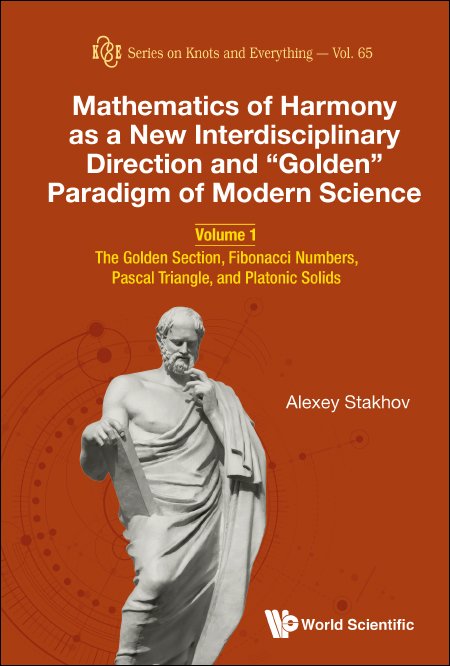 K&E Series on Knots and Everything — Vol. 65
Mathematics of Harmony
as a New Interdisciplinary
Direction and “Golden”
Paradigm of Modern Science
Volume 1
The Golden Section, Fibonacci Numbers,
Pascal Triangle, and Platonic Solids
Alexey Stakhov
World Scientific